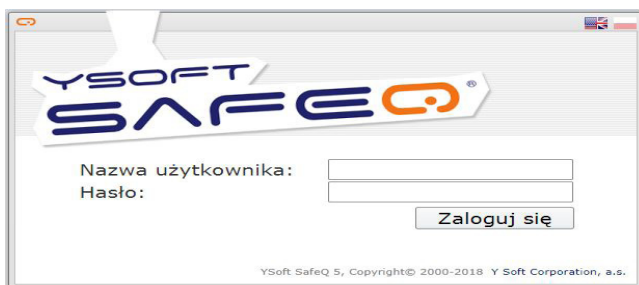 YSOFT
SAFEQ®
Nazwa użytkownika:
Hasło:
Zaloguj się
YSoft SafeQ 5, Copyright© 2000-2018 Y Soft Corporation, a.s.